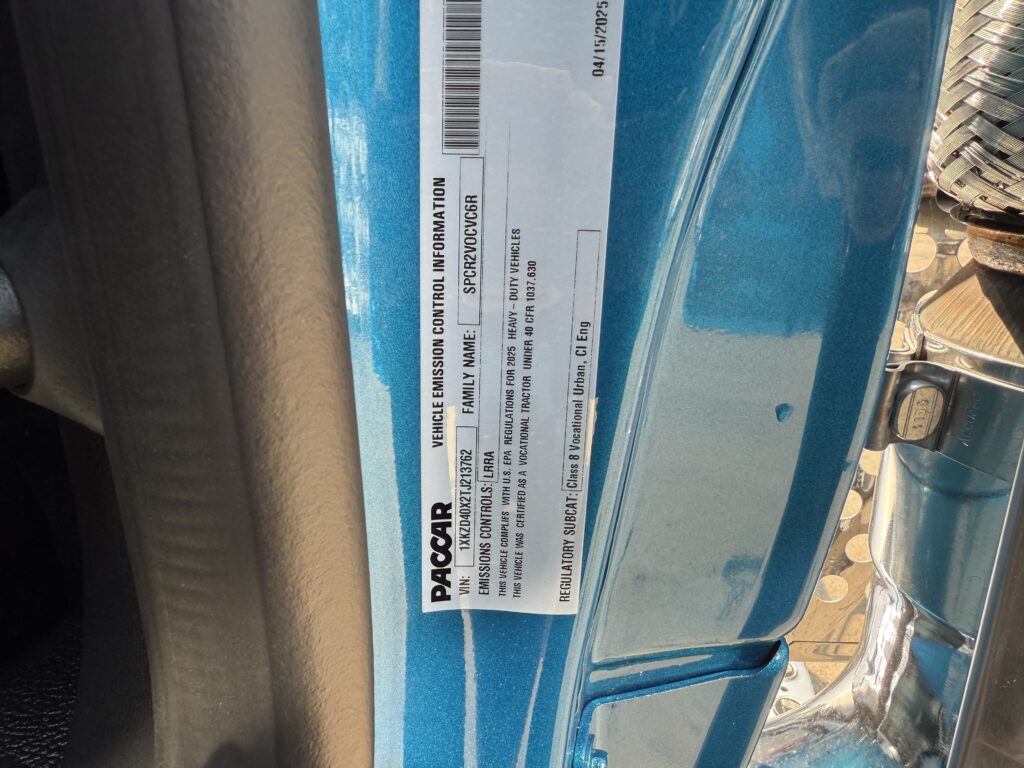 VEHICLE EMISSION CONTROL INFORMATION
PACCAR
VIN: 1XKZD40X2TJ213762 FAMILY NAME: SPCR2VOCVC6R
EMISSIONS CONTROLS: LRRA
THIS VEHICLE COMPLIES WITH U.S. EPA REGULATIONS FOR 2025 HEAVY-DUTY VEHICLES
THIS VEHICLE WAS CERTIFIED AS A VOCATIONAL TRACTOR UNDER 40 CFR 1037.630
REGULATORY SUBCAT: Class 8 Vocational Urban, CI Eng
04/15/2025